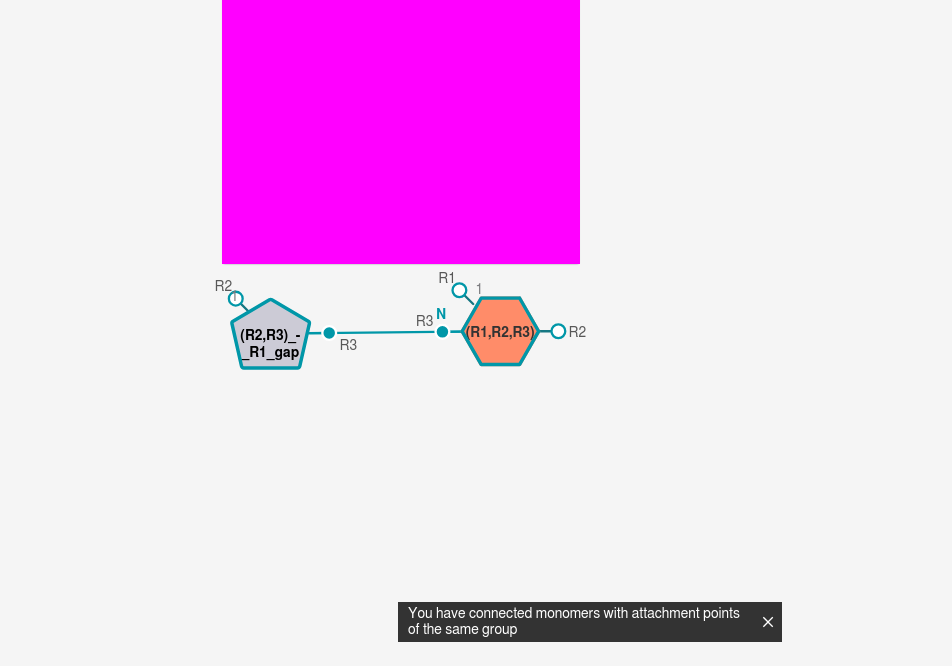 R1
1
R2
1
N
R3
(R2,R3)_-
_R1_gap
R3
(R1,R2,R3)
R2
You have connected monomers with attachment points
of the same group